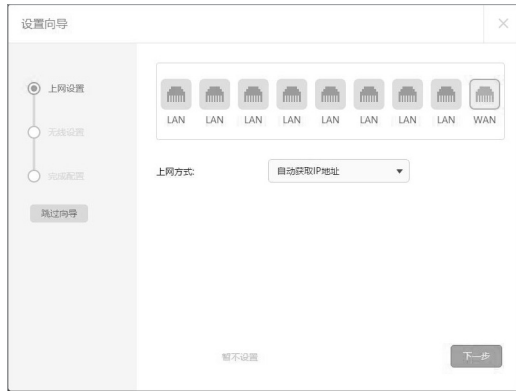 设置向导
上网设置
无线设置
完成配置
跳过向导
LAN LAN LAN LAN LAN LAN LAN LAN WAN
上网方式: 自动获取IP地址
暂不设置
下一步